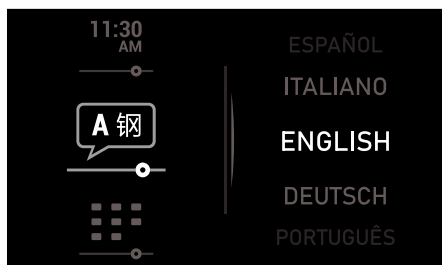 11:30
AM
A 钢
ESPAÑOL
ITALIANO
ENGLISH
DEUTSCH
PORTUGUÊS